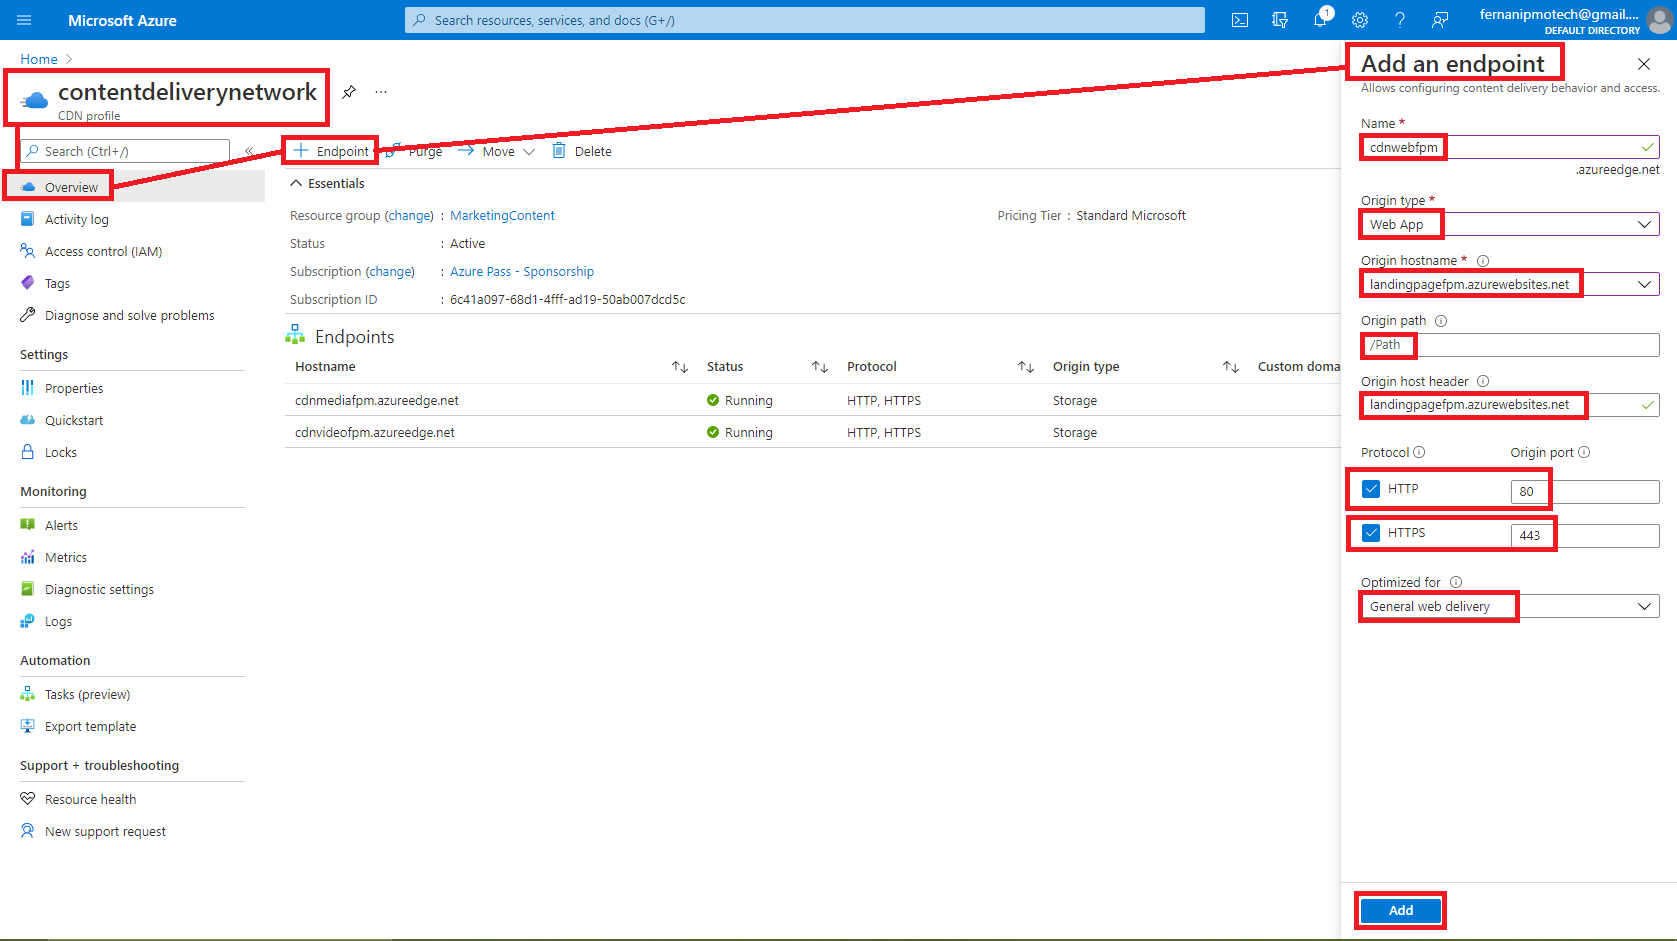 Microsoft Azure
Search resources, services, and docs (G+/)
1
fernanipmotech@gmail....
DEFAULT DIRECTORY
Home
contentdeliverynetwork
CDN profile
...
Search (Ctrl+/)
«
Overview
Activity log
Access control (IAM)
Tags
Diagnose and solve problems
Settings
Properties
Quickstart
Locks
Monitoring
Alerts
Metrics
Diagnostic settings
Logs
Automation
Tasks (preview)
Export template
Support + troubleshooting
Resource health
New support request
Endpoint Purge Move Delete
Essentials
Resource group (change) : MarketingContent
Status : Active
Subscription (change) : Azure Pass - Sponsorship
Subscription ID : 6c41a097-68d1-4fff-ad19-50ab007dcd5c
Pricing Tier : Standard Microsoft
Endpoints
Hostname Status Protocol Origin type Custom doma
cdnmediafpm.azureedge.net Running HTTP, HTTPS Storage
cdnvideofpm.azureedge.net Running HTTP, HTTPS Storage
Add an endpoint
Allows configuring content delivery behavior and access.
Name *
cdnwebfpm
.azureedge.net
Origin type *
Web App
Origin hostname *
landingpagefpm.azurewebsites.net
Origin path
/Path
Origin host header
landingpagefpm.azurewebsites.net
Protocol Origin port
HTTP 80
HTTPS 443
Optimized for
General web delivery
Add